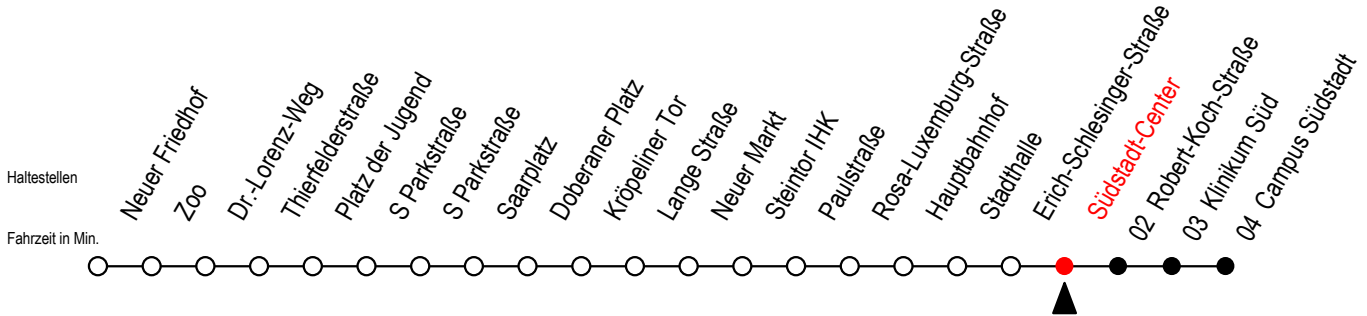 Haltestellen
Fahrzeit in Min.
Neuer Friedhof
Zoo
Dr.-Lorenz-Weg
Thierfelderstraße
Platz der Jugend
S Parkstraße
S Parkstraße
Saarplatz
Doberaner Platz
Kröpeliner Tor
Lange Straße
Neuer Markt
Steintor IHK
Paulstraße
Rosa-Luxemburg-Straße
Hauptbahnhof
Stadthalle
Erich-Schlesinger-Straße
Südstadt-Center
02 Robert-Koch-Straße
03 Klinikum Süd
04 Campus Südstadt